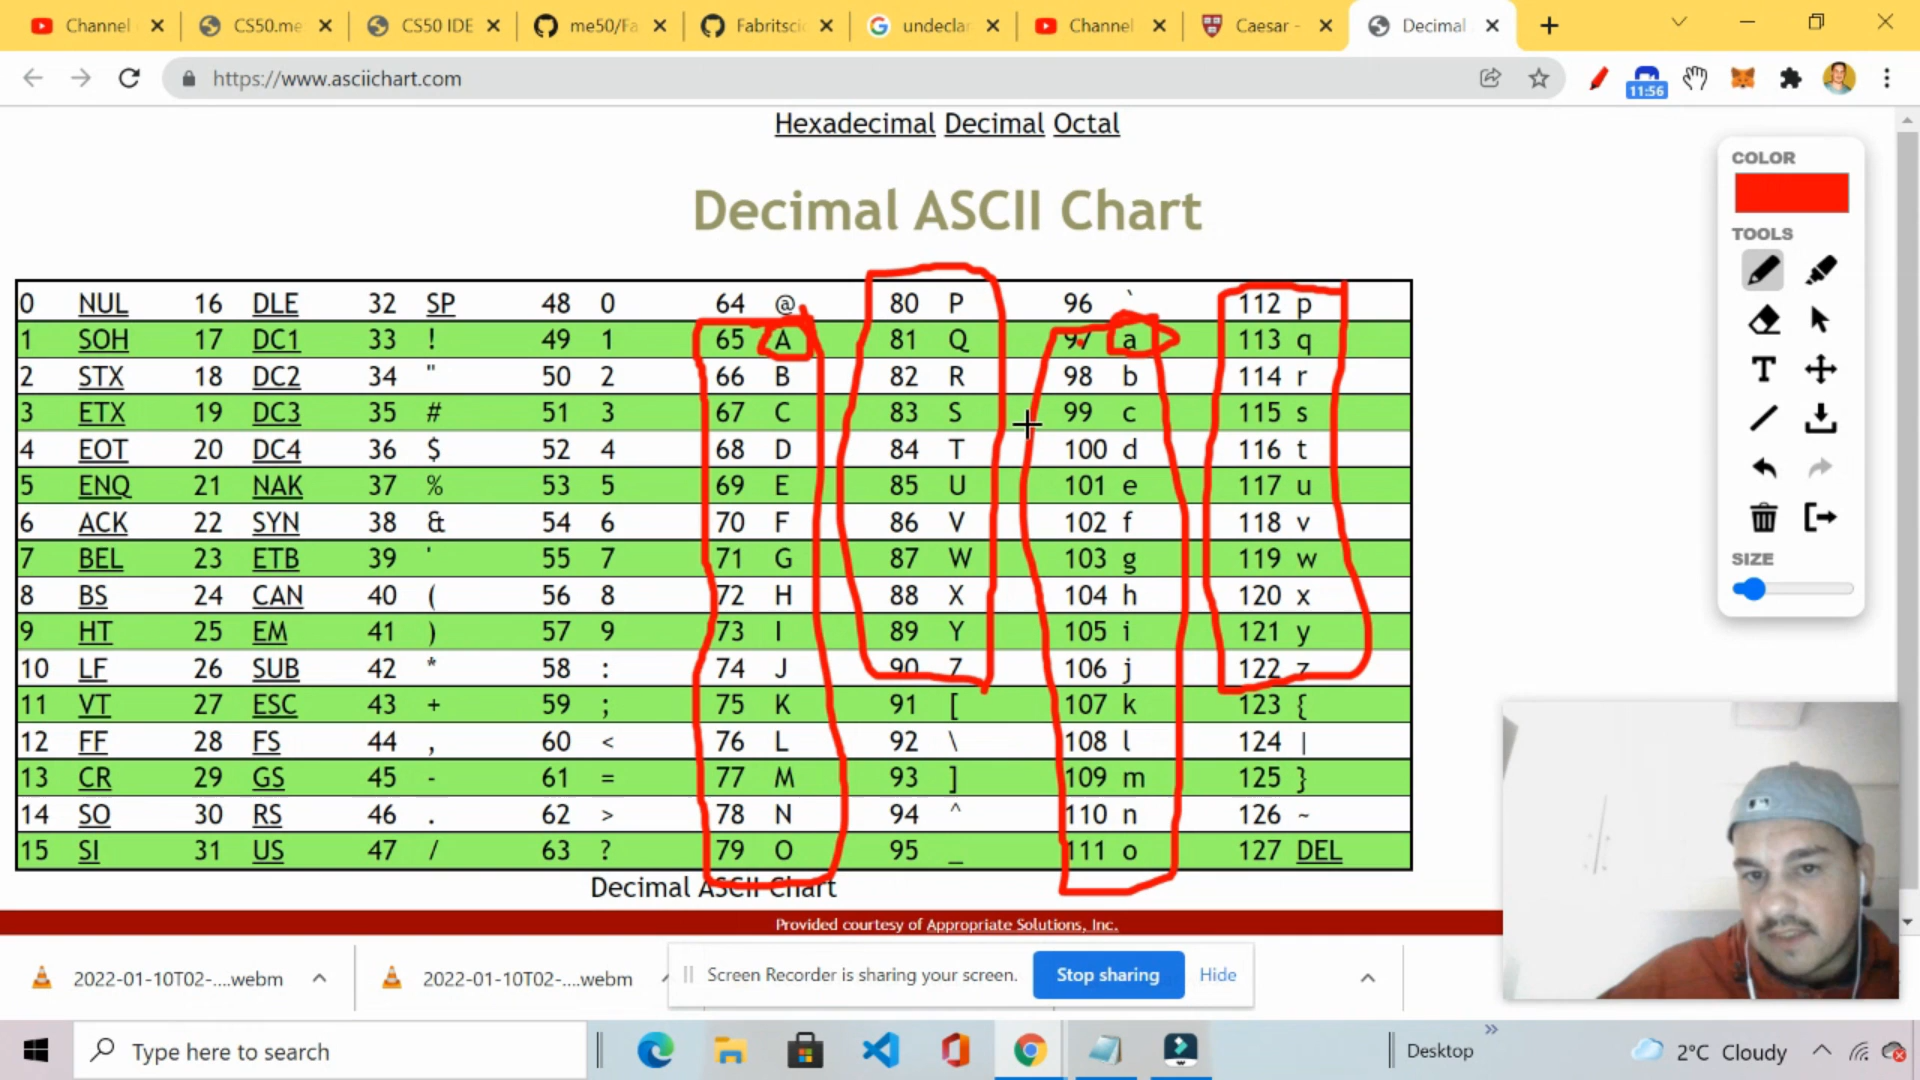 Channel CS50.me CS50 IDE me50/Fa Fabritsci undeclar Channel Caesar - Decimal
https://www.asciichart.com
11:56
Hexadecimal Decimal Octal
Decimal ASCII Chart
0 NUL 16 DLE 32 SP 48 0 64 @ 80 P 96 ` 112 p
1 SOH 17 DC1 33 ! 49 1 65 A 81 Q 97 a 113 q
2 STX 18 DC2 34 " 50 2 66 B 82 R 98 b 114 r
3 ETX 19 DC3 35 # 51 3 67 C 83 S 99 c 115 s
4 EOT 20 DC4 36 $ 52 4 68 D 84 T 100 d 116 t
5 ENQ 21 NAK 37 % 53 5 69 E 85 U 101 e 117 u
6 ACK 22 SYN 38 & 54 6 70 F 86 V 102 f 118 v
7 BEL 23 ETB 39 ' 55 7 71 G 87 W 103 g 119 w
8 BS 24 CAN 40 ( 56 8 72 H 88 X 104 h 120 x
9 HT 25 EM 41 ) 57 9 73 I 89 Y 105 i 121 y
10 LF 26 SUB 42 * 58 : 74 J 90 Z 106 j 122 z
11 VT 27 ESC 43 + 59 ; 75 K 91 [ 107 k 123 {
12 FF 28 FS 44 , 60 < 76 L 92 \ 108 l 124 |
13 CR 29 GS 45 - 61 = 77 M 93 ] 109 m 125 }
14 SO 30 RS 46 . 62 > 78 N 94 ^ 110 n 126 ~
15 SI 31 US 47 / 63 ? 79 O 95 _ 111 o 127 DEL
Decimal ASCII Chart
Provided courtesy of Appropriate Solutions, Inc.
COLOR
TOOLS
T
SIZE
2022-01-10T02-....webm 2022-01-10T02-....webm
Screen Recorder is sharing your screen. Stop sharing Hide
Type here to search
Desktop
2°C Cloudy